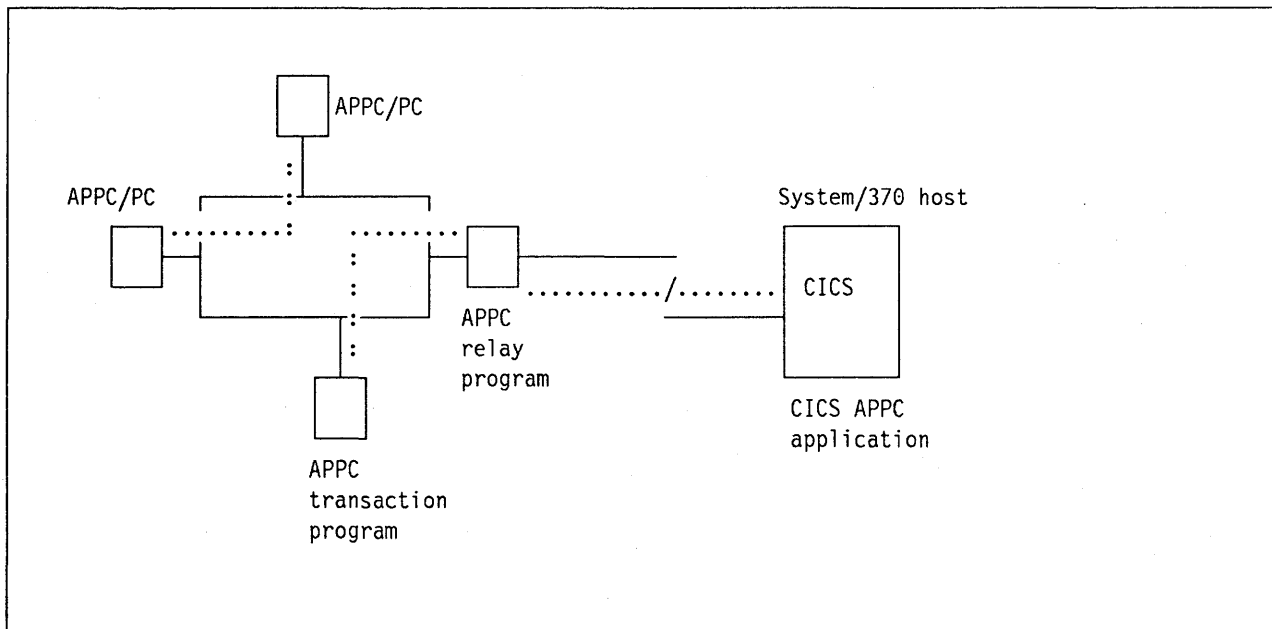 APPC/PC
APPC/PC
System/370 host
CICS
APPC
relay
program
CICS APPC
application
APPC
transaction
program